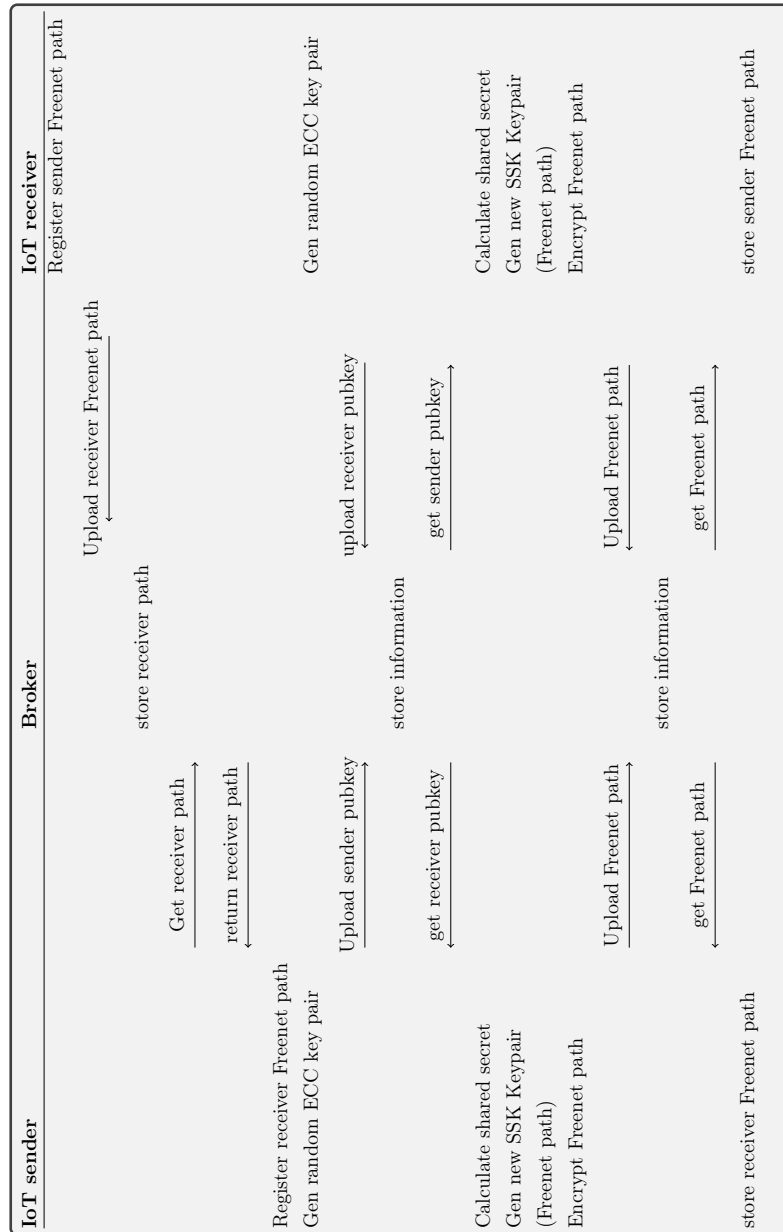 IoT sender
Broker
IoT receiver
Register sender Freenet path
Upload receiver Freenet path
store receiver path
Get receiver path
return receiver path
Register receiver Freenet path
Gen random ECC key pair
Gen random ECC key pair
Upload sender pubkey
upload receiver pubkey
store information
get receiver pubkey
get sender pubkey
Calculate shared secret
Calculate shared secret
Gen new SSK Keypair
Gen new SSK Keypair
(Freenet path)
(Freenet path)
Encrypt Freenet path
Encrypt Freenet path
Upload Freenet path
Upload Freenet path
store information
get Freenet path
get Freenet path
store receiver Freenet path
store sender Freenet path